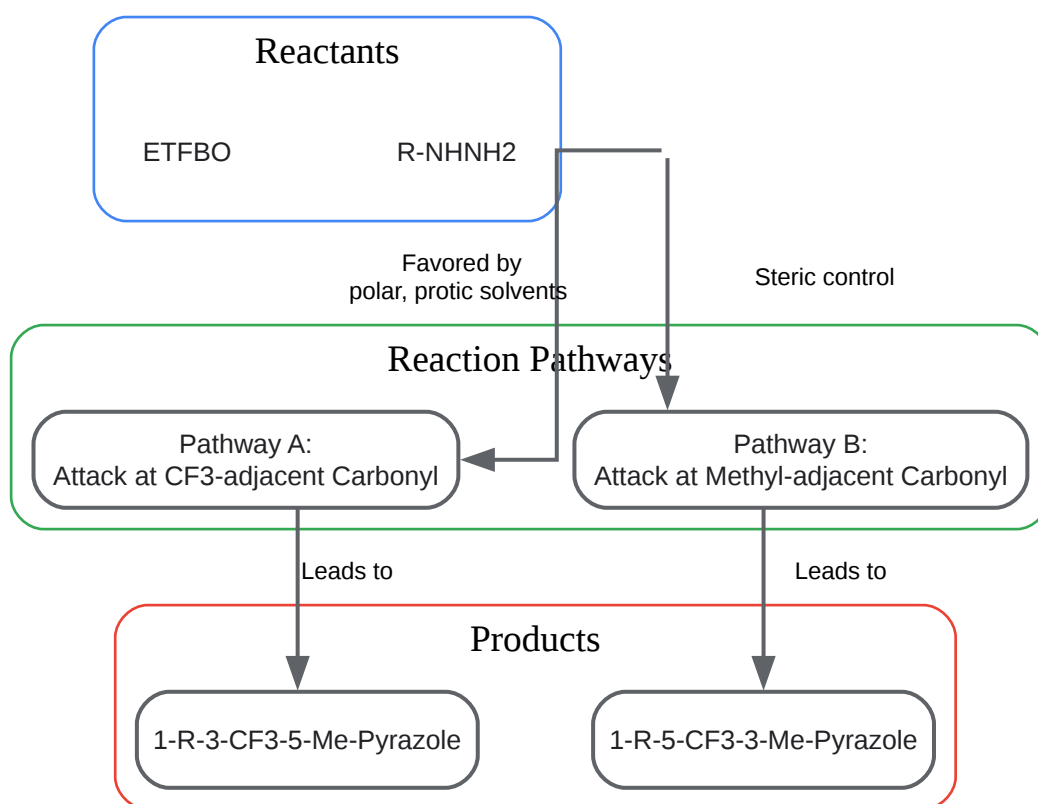 Reactants
ETFBO
R-NHNH2
Favored by
polar, protic solvents
Steric control
Reaction Pathways
Pathway A:
Attack at CF3-adjacent Carbonyl
Pathway B:
Attack at Methyl-adjacent Carbonyl
Leads to
Leads to
Products
1-R-3-CF3-5-Me-Pyrazole
1-R-5-CF3-3-Me-Pyrazole